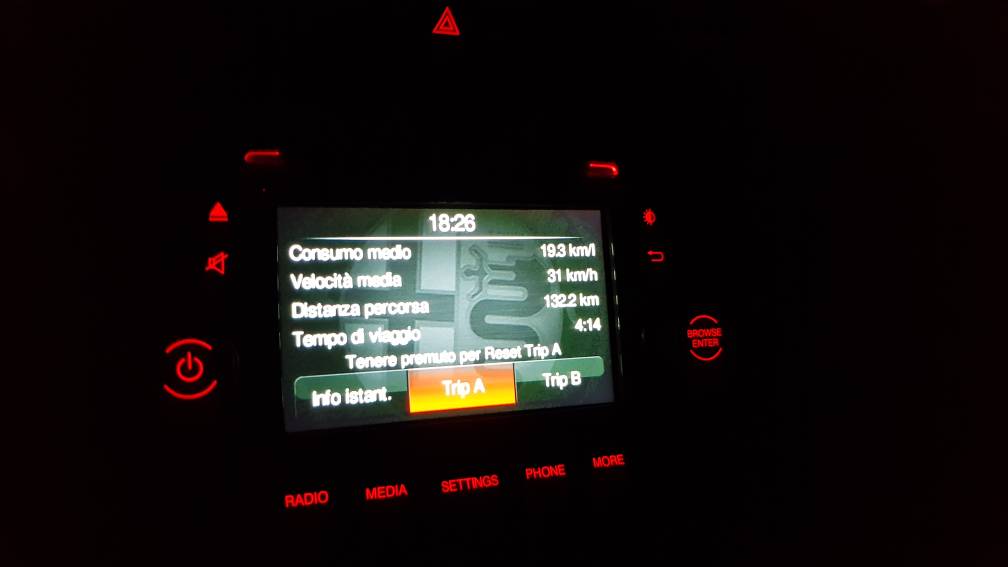 18:26
Consumo medio 19.3 km/l
Velocità media 31 km/h
Distanza percorsa 132.2 km
Tempo di viaggio 4:14
Tenere premuto per Reset Trip A
Info istant. Trip A Trip B
BROWSE
ENTER
RADIO MEDIA SETTINGS PHONE MORE